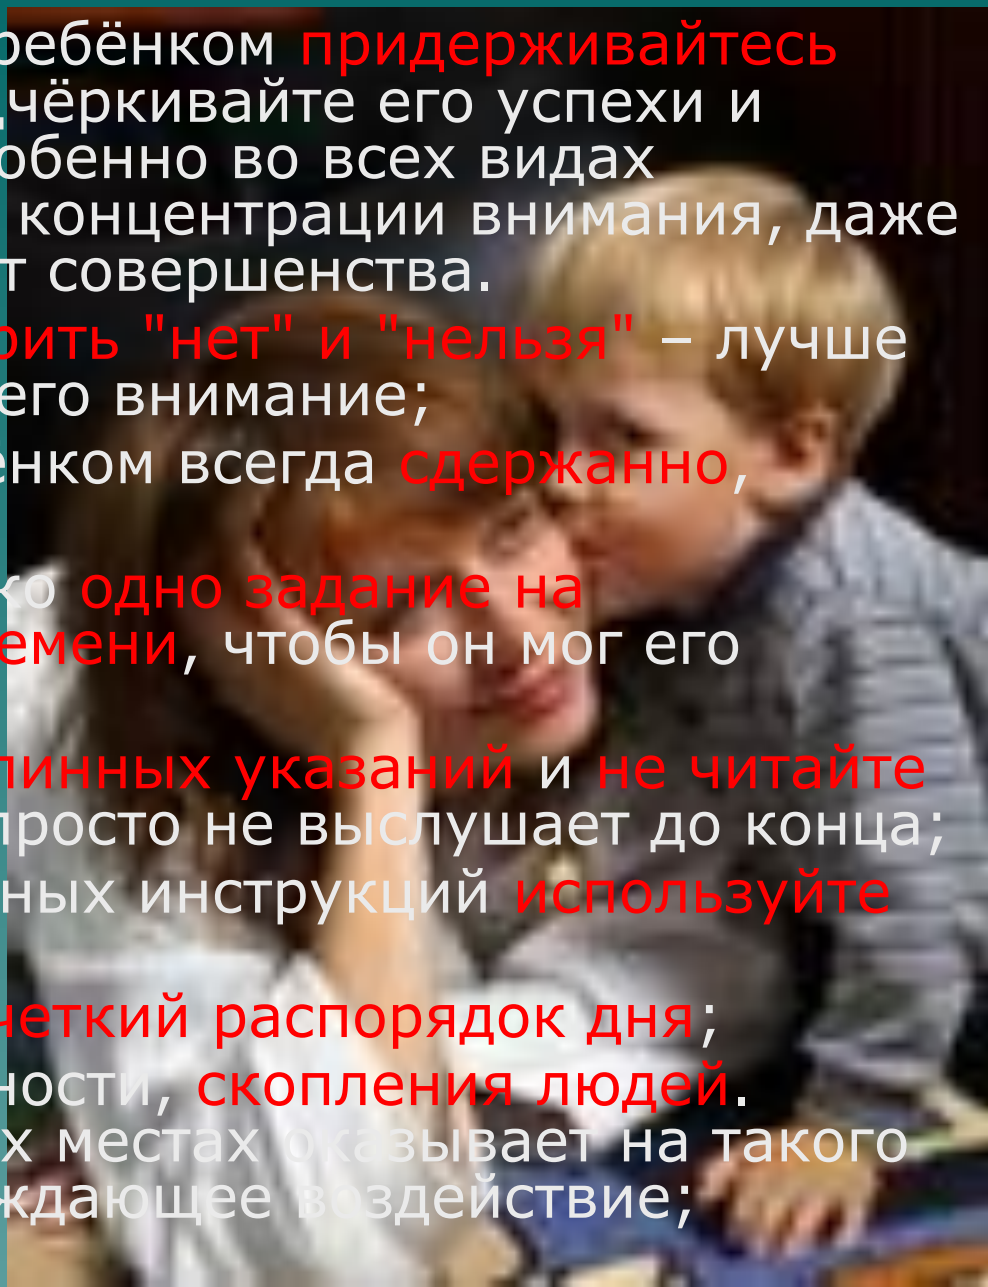 ребёнком придерживайтесь
дчёркивайте его успехи и
обенно во всех видах
концентрации внимания, даже
т совершенства.
рить "нет" и "нельзя" – лучше
его внимание;
енком всегда сдержанно,
ко одно задание на
емени, чтобы он мог его
линных указаний и не читайте
просто не выслушает до конца;
ных инструкций используйте
четкий распорядок дня;
ности, скопления людей.
х местах оказывает на такого
ждающее воздействие;